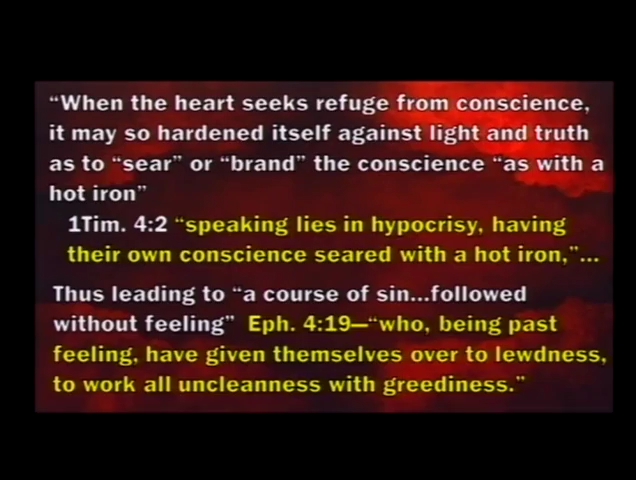 “When the heart seeks refuge from conscience,
it may so hardened itself against light and truth
as to “sear” or “brand” the conscience “as with a
hot iron”
1Tim. 4:2 “speaking lies in hypocrisy, having
their own conscience seared with a hot iron,”...
Thus leading to “a course of sin...followed
without feeling” Eph. 4:19—“who, being past
feeling, have given themselves over to lewdness,
to work all uncleanness with greediness.”